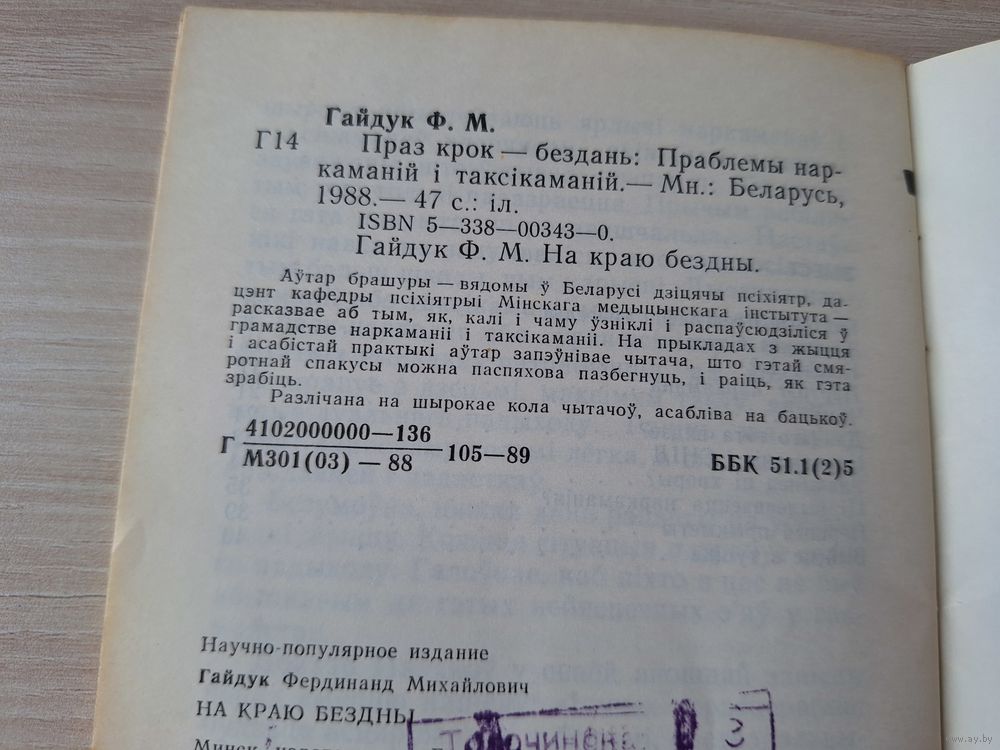 Гайдук Ф. М.
Г14 Праз крок — бездань: Праблемы нар-
каманій і таксікаманій.— Мн.: Беларусь,
1988.— 47 с.: іл.
ISBN 5—338—00343—0.
Гайдук Ф. М. На краю бездны.
Аўтар брашуры — вядомы ў Беларусі дзіцячы псіхіятр, да-
цэнт кафедры псіхіятрыі Мінскага медыцынскага інстытута —
расказвае аб тым, як, калі і чаму ўзніклі і распаўсюдзіліся ў
грамадстве наркаманіі і таксікаманіі. На прыкладах з жыцця
і асабістай практыкі аўтар запэўнівае чытача, што гэтай смя-
ротнай спакусы можна паспяхова пазбегнуць, і раіць, як гэта
зрабіць.
Разлічана на шырокае кола чытачоў, асабліва на бацькоў.
4102000000—136
Г 105—89 ББК 51.1(2)5
М301(03) — 88
Научно-популярное издание
Гайдук Фердинанд Михайлович
НА КРАЮ БЕЗДНЫ
Минск
www.ay.by